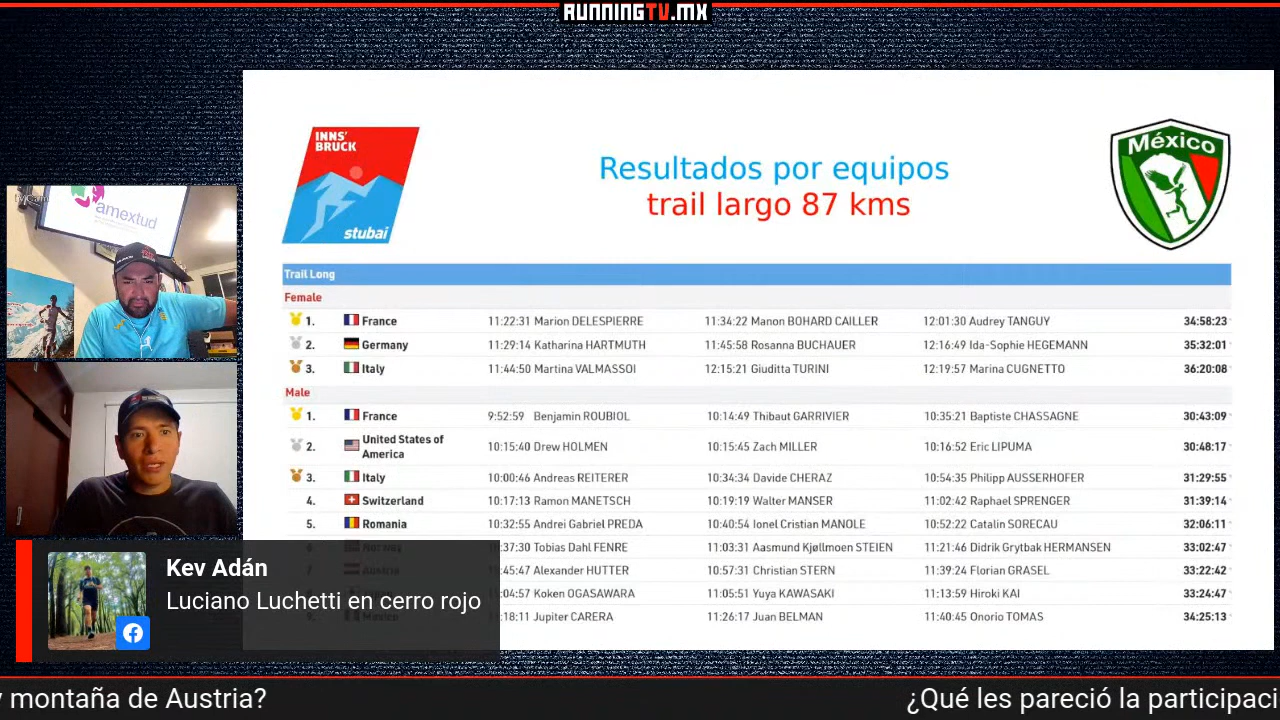 RUNNINGTV.MX
INNS'
BRUCK
stubai
Resultados por equipos
trail largo 87 kms
México
amextud
Trail Long
Female
1. France 11:22:31 Marion DELESPIERRE 11:34:22 Manon BOHARD CAILLER 12:01:30 Audrey TANGUY 34:58:23
2. Germany 11:29:14 Katharina HARTMUTH 11:45:58 Rosanna BUCHAUER 12:16:49 Ida-Sophie HEGEMANN 35:32:01
3. Italy 11:44:50 Martina VALMASSOI 12:15:21 Giuditta TURINI 12:19:57 Marina CUGNETTO 36:20:08
Male
1. France 9:52:59 Benjamin ROUBIOL 10:14:49 Thibaut GARRIVIER 10:35:21 Baptiste CHASSAGNE 30:43:09
2. United States of
America 10:15:40 Drew HOLMEN 10:15:45 Zach MILLER 10:16:52 Eric LIPUMA 30:48:17
3. Italy 10:00:46 Andreas REITERER 10:34:34 Davide CHERAZ 10:54:35 Philipp AUSSERHOFER 31:29:55
4. Switzerland 10:17:13 Ramon MANETSCH 10:19:19 Walter MANSER 11:02:42 Raphael SPRENGER 31:39:14
5. Romania 10:32:55 Andrei Gabriel PREDA 10:40:54 Ionel Cristian MANOLE 10:52:22 Catalin SORECAU 32:06:11
6. Norway :37:30 Tobias Dahl FENRE 11:03:31 Aasmund Kjøllmoen STEIEN 11:21:46 Didrik Grytbak HERMANSEN 33:02:47
7. Austria :45:47 Alexander HUTTER 10:57:31 Christian STERN 11:39:24 Florian GRASEL 33:22:42
:04:57 Koken OGASAWARA 11:05:51 Yuya KAWASAKI 11:13:59 Hiroki KAI 33:24:47
:18:11 Jupiter CARERA 11:26:17 Juan BELMAN 11:40:45 Onorio TOMAS 34:25:13
Kev Adán
Luciano Luchetti en cerro rojo
y montaña de Austria? ¿Qué les pareció la participaci